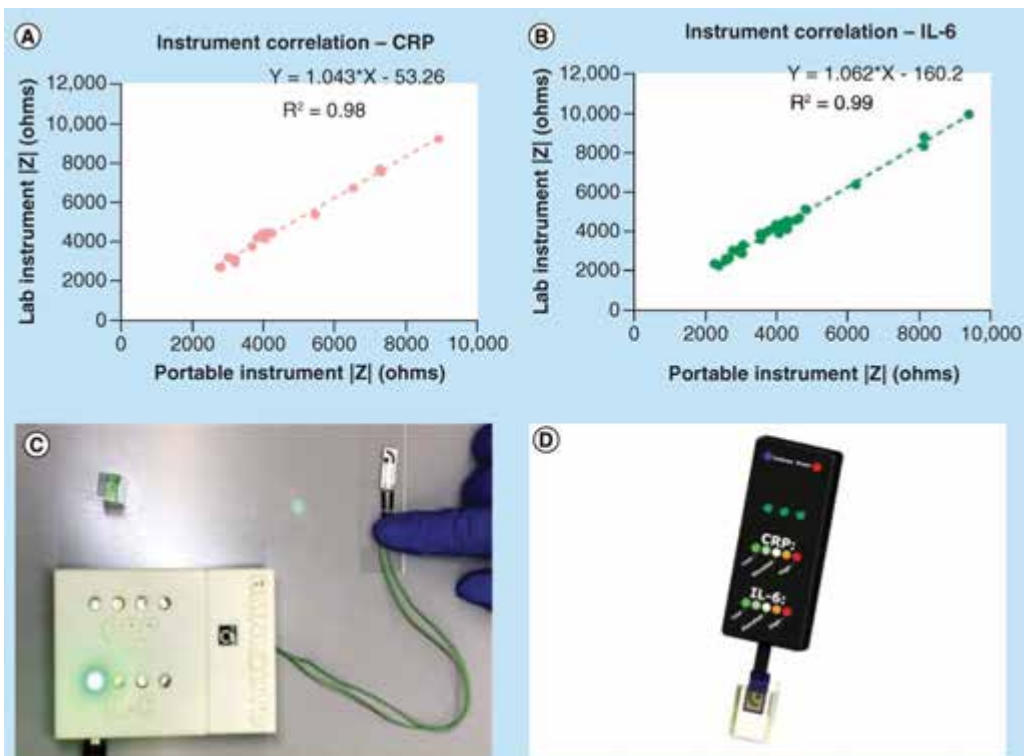 A
Instrument correlation – CRP
Y = 1.043*X - 53.26
R² = 0.98
Lab instrument |Z| (ohms)
12,000
10,000
8000
6000
4000
2000
0
0 2000 4000 6000 8000 10,000
Portable instrument |Z| (ohms)
B
Instrument correlation – IL-6
Y = 1.062*X - 160.2
R² = 0.99
Lab instrument |Z| (ohms)
12,000
10,000
8000
6000
4000
2000
0
0 2000 4000 6000 8000 10,000
Portable instrument |Z| (ohms)
C
D
CRP:
IL-6: